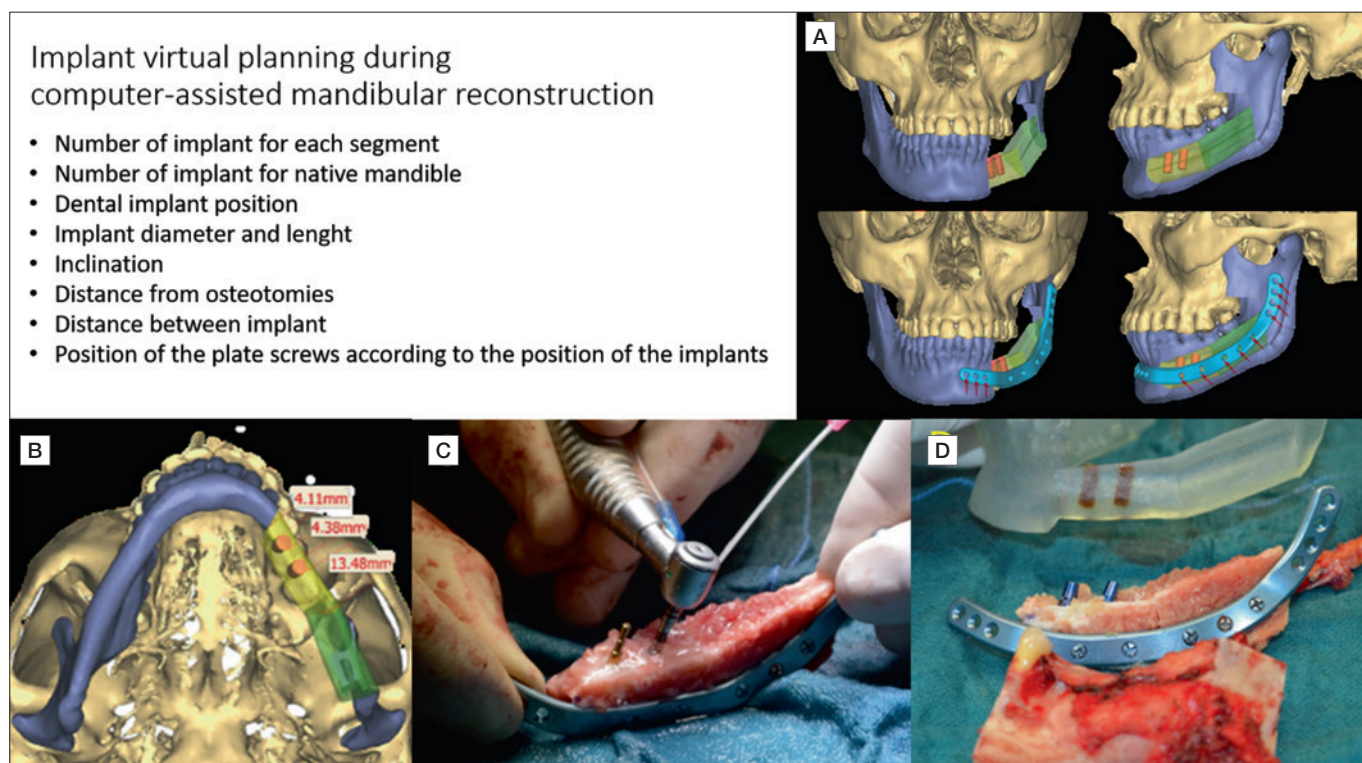 Implant virtual planning during
computer-assisted mandibular reconstruction
• Number of implant for each segment
• Number of implant for native mandible
• Dental implant position
• Implant diameter and lenght
• Inclination
• Distance from osteotomies
• Distance between implant
• Position of the plate screws according to the position of the implants
A
B
4.11mm
4.38mm
13.48mm
C
D